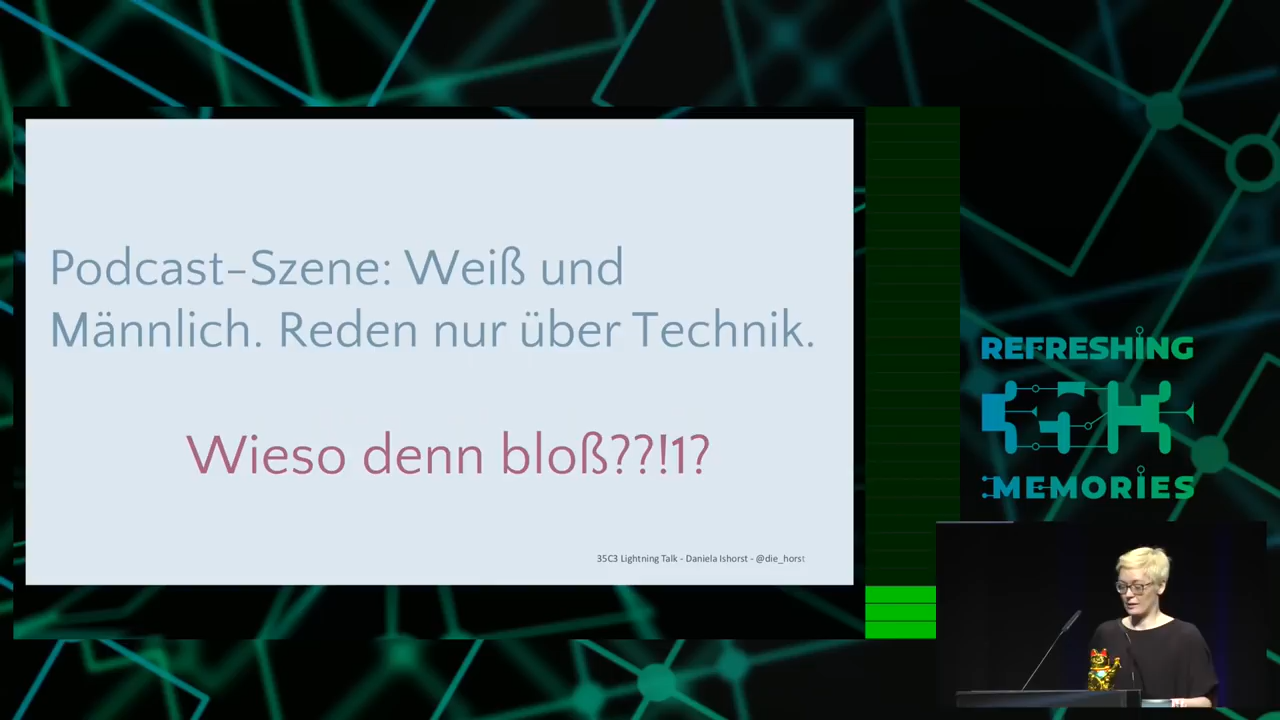 Podcast-Szene: Weiß und
Männlich. Reden nur über Technik.
Wieso denn bloß??!1?
35C3 Lightning Talk - Daniela Ishorst - @die_horst
REFRESHING
35C3
MEMORIES